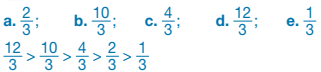 a. 2/3; b. 10/3; c. 4/3; d. 12/3; e. 1/3
12/3 > 10/3 > 4/3 > 2/3 > 1/3